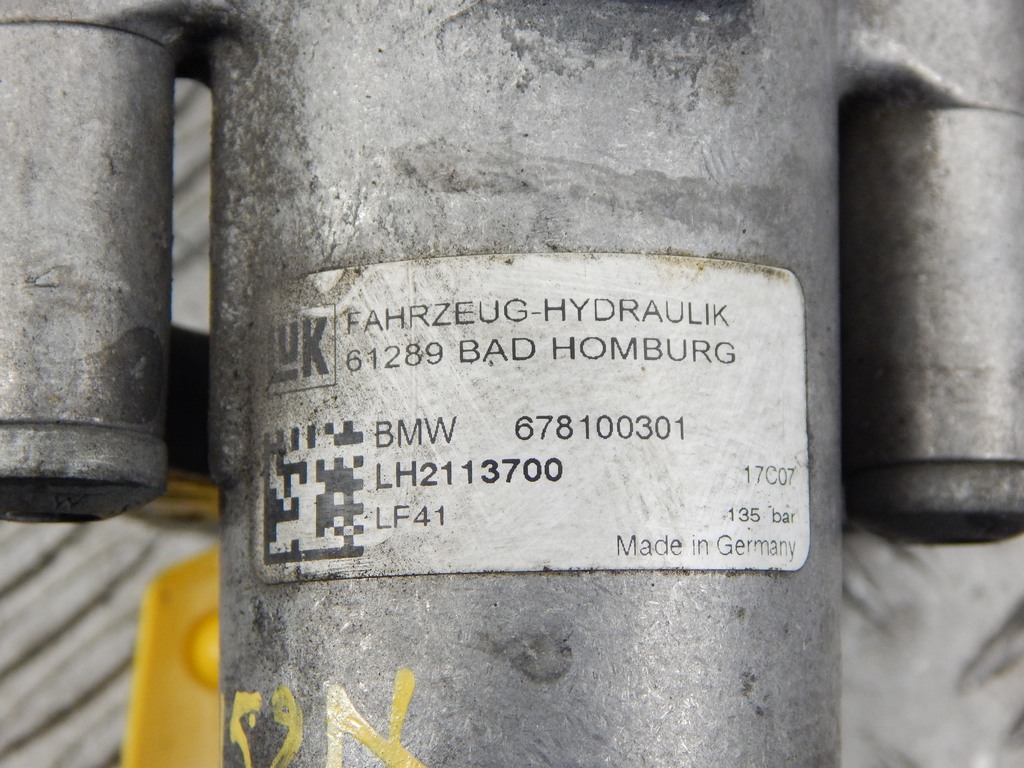 LUK
FAHRZEUG-HYDRAULIK
61289 BAD HOMBURG
BMW 678100301
LH2113700 17C07
LF41 135 bar
Made in Germany